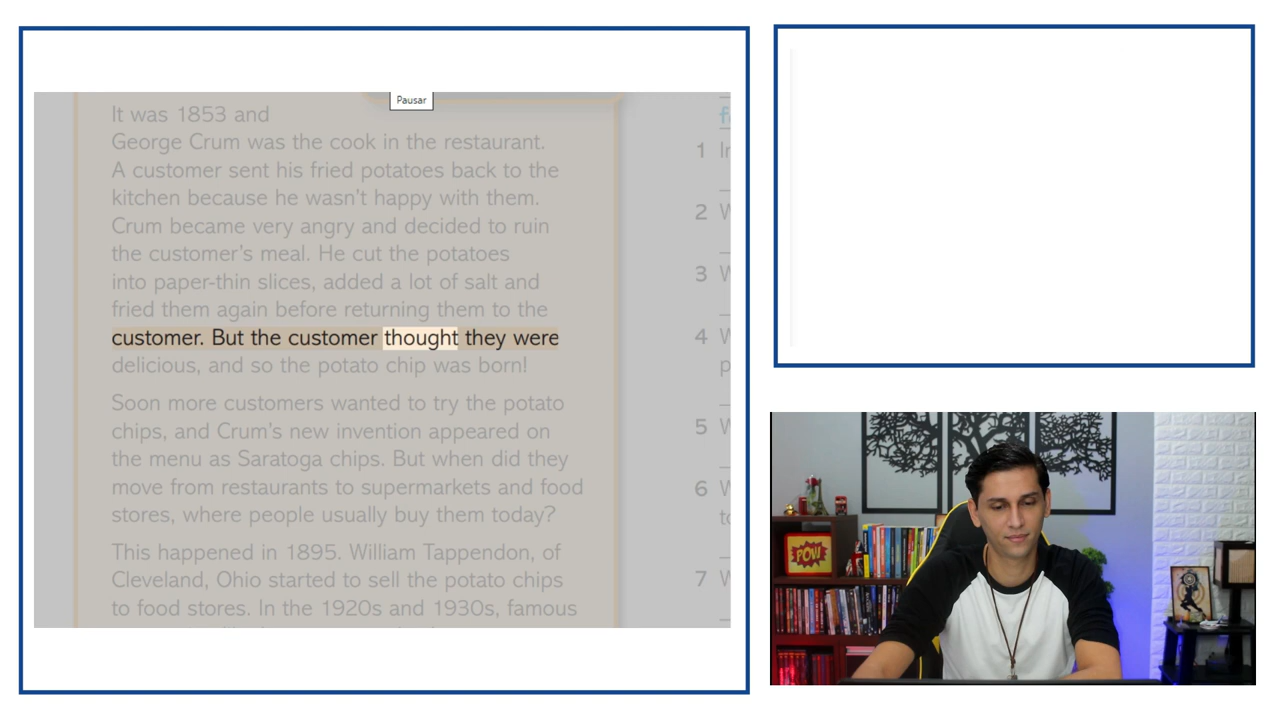 Pausar
It was 1853 and
George Crum was the cook in the restaurant.
A customer sent his fried potatoes back to the
kitchen because he wasn't happy with them.
Crum became very angry and decided to ruin
the customer's meal. He cut the potatoes
into paper-thin slices, added a lot of salt and
fried them again before returning them to the
customer. But the customer thought they were
delicious, and so the potato chip was born!
Soon more customers wanted to try the potato
chips, and Crum's new invention appeared on
the menu as Saratoga chips. But when did they
move from restaurants to supermarkets and food
stores, where people usually buy them today?
This happened in 1895. William Tappendon, of
Cleveland, Ohio started to sell the potato chips
to food stores. In the 1920s and 1930s, famous
1
2
3
4
5
6
7
POW